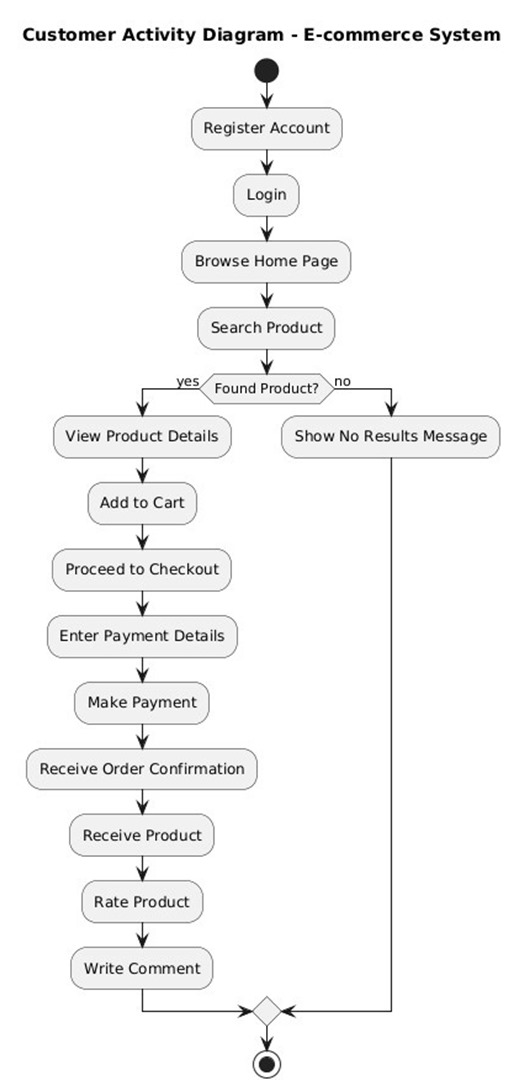 Customer Activity Diagram - E-commerce System
Register Account
Login
Browse Home Page
Search Product
yes
Found Product?
no
View Product Details
Show No Results Message
Add to Cart
Proceed to Checkout
Enter Payment Details
Make Payment
Receive Order Confirmation
Receive Product
Rate Product
Write Comment